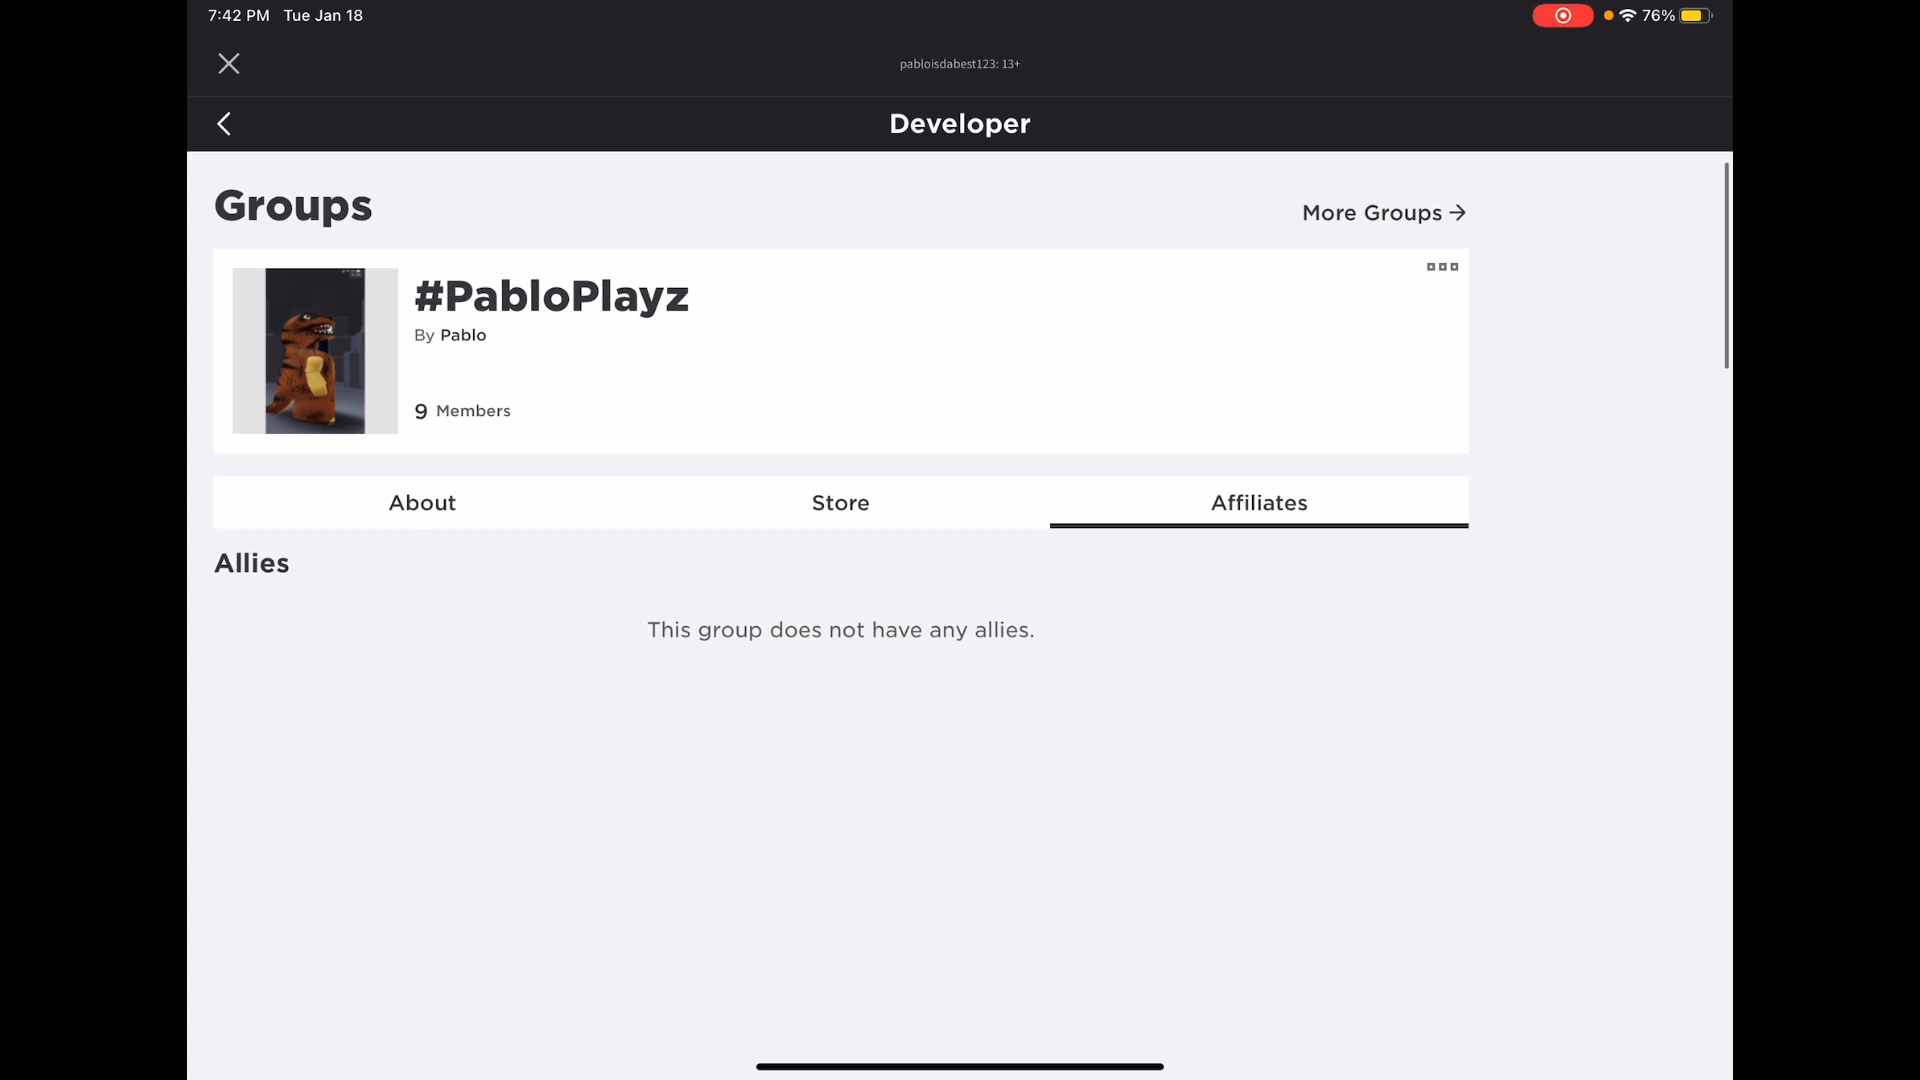 7:42 PM Tue Jan 18
76%
pabloisdabest123: 13+
Developer
Groups
More Groups →
#PabloPlayz
By Pablo
9 Members
About Store Affiliates
Allies
This group does not have any allies.